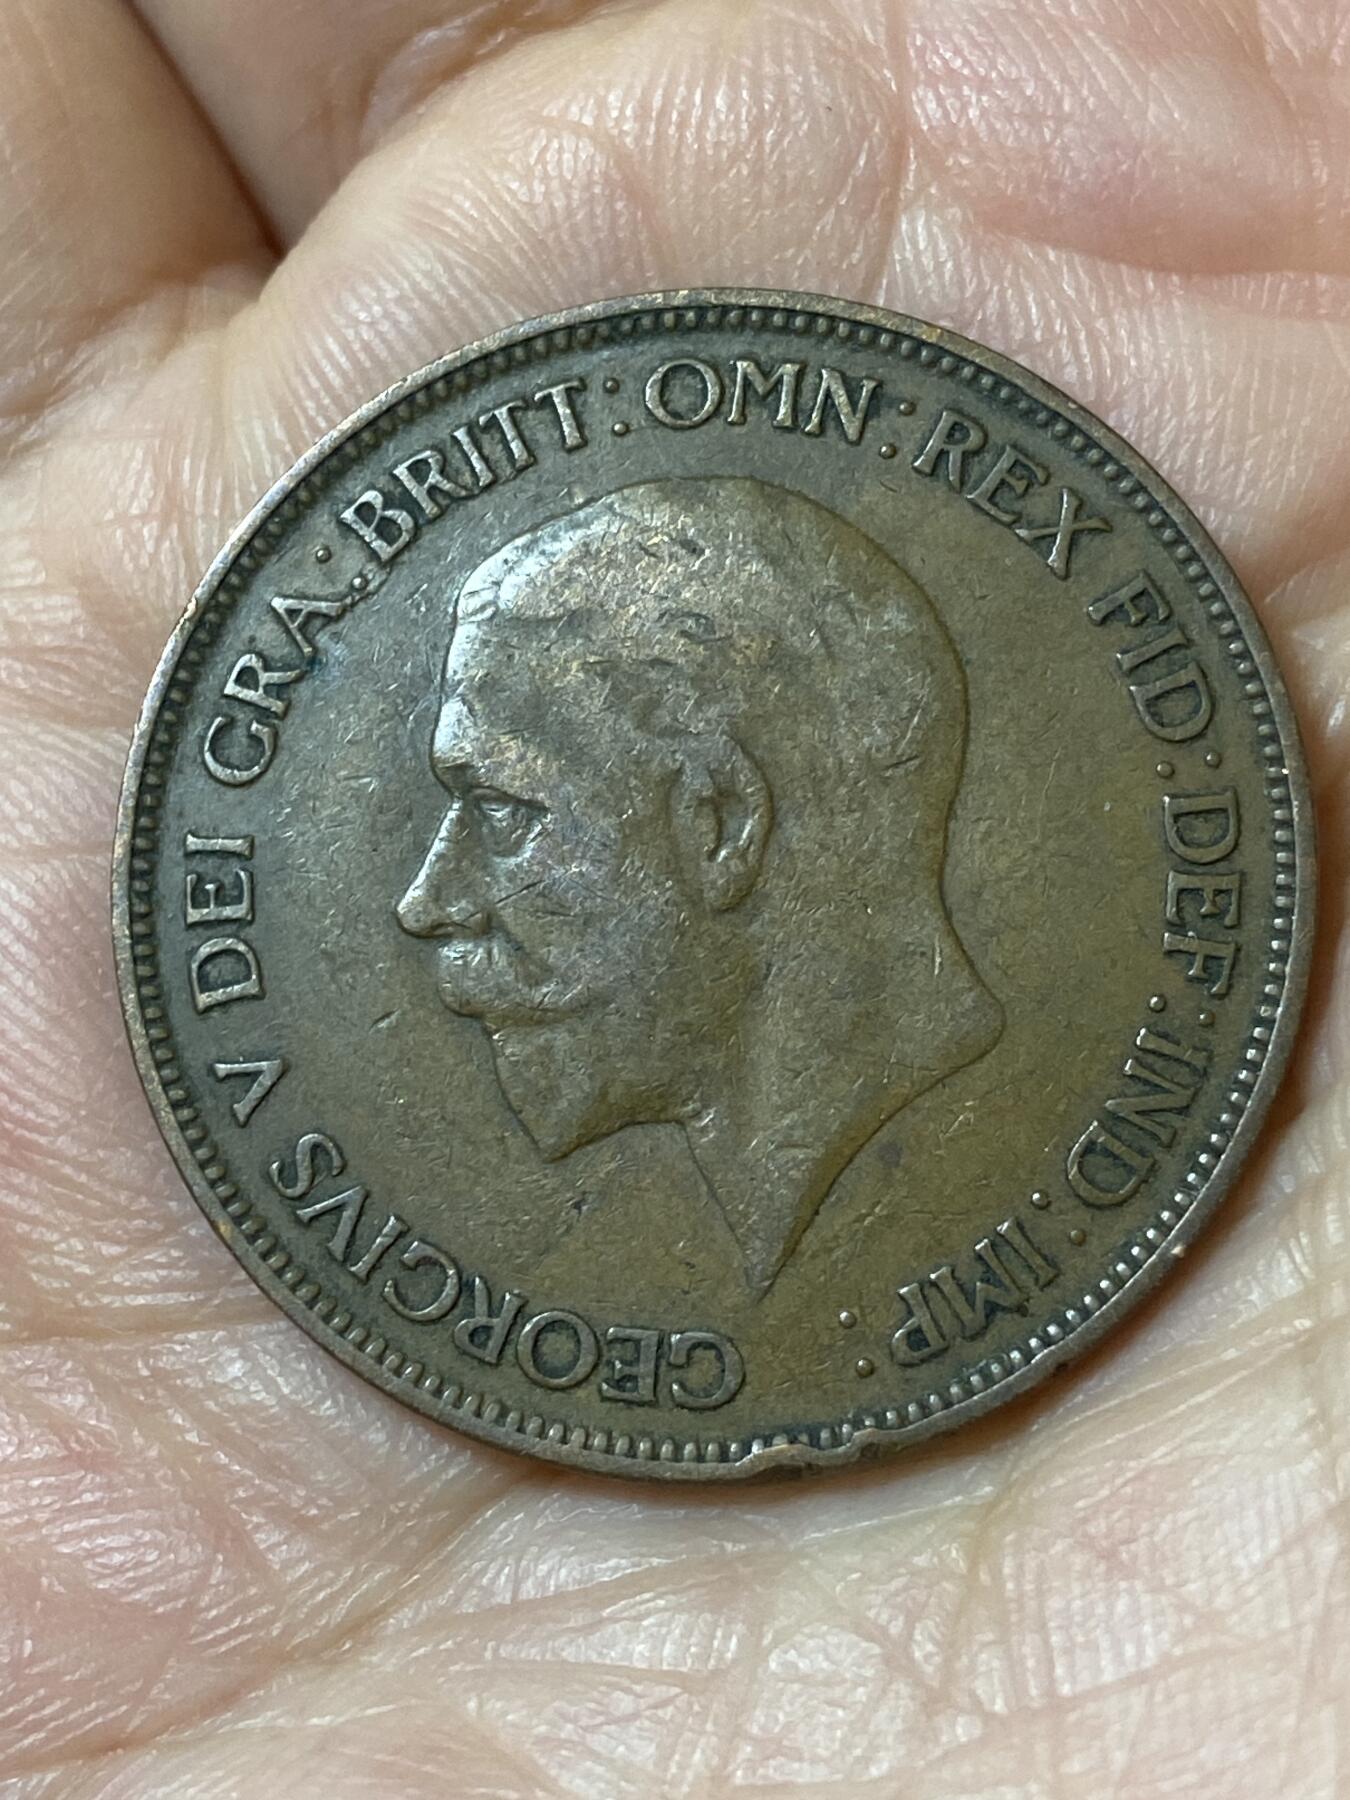 GEORGIVS V DEI GRA: BRITT: OMN: REX FID: DEF: IND: IMP: